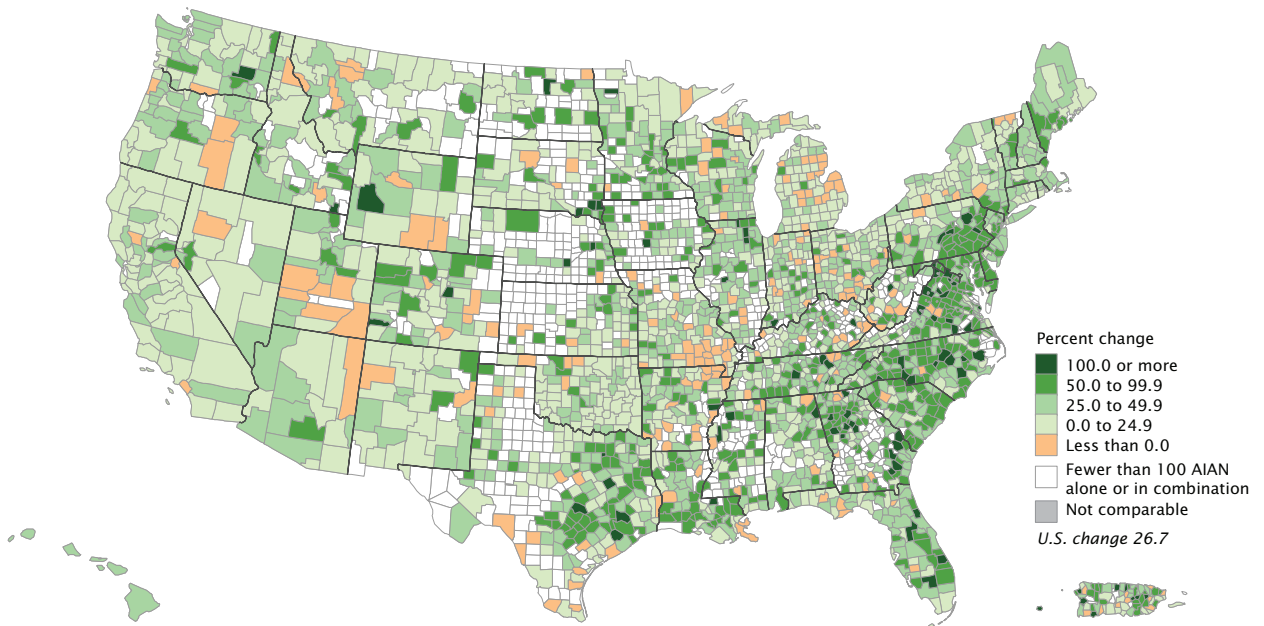 Percent change
100.0 or more
50.0 to 99.9
25.0 to 49.9
0.0 to 24.9
Less than 0.0
Fewer than 100 AIAN
alone or in combination
Not comparable
U.S. change 26.7